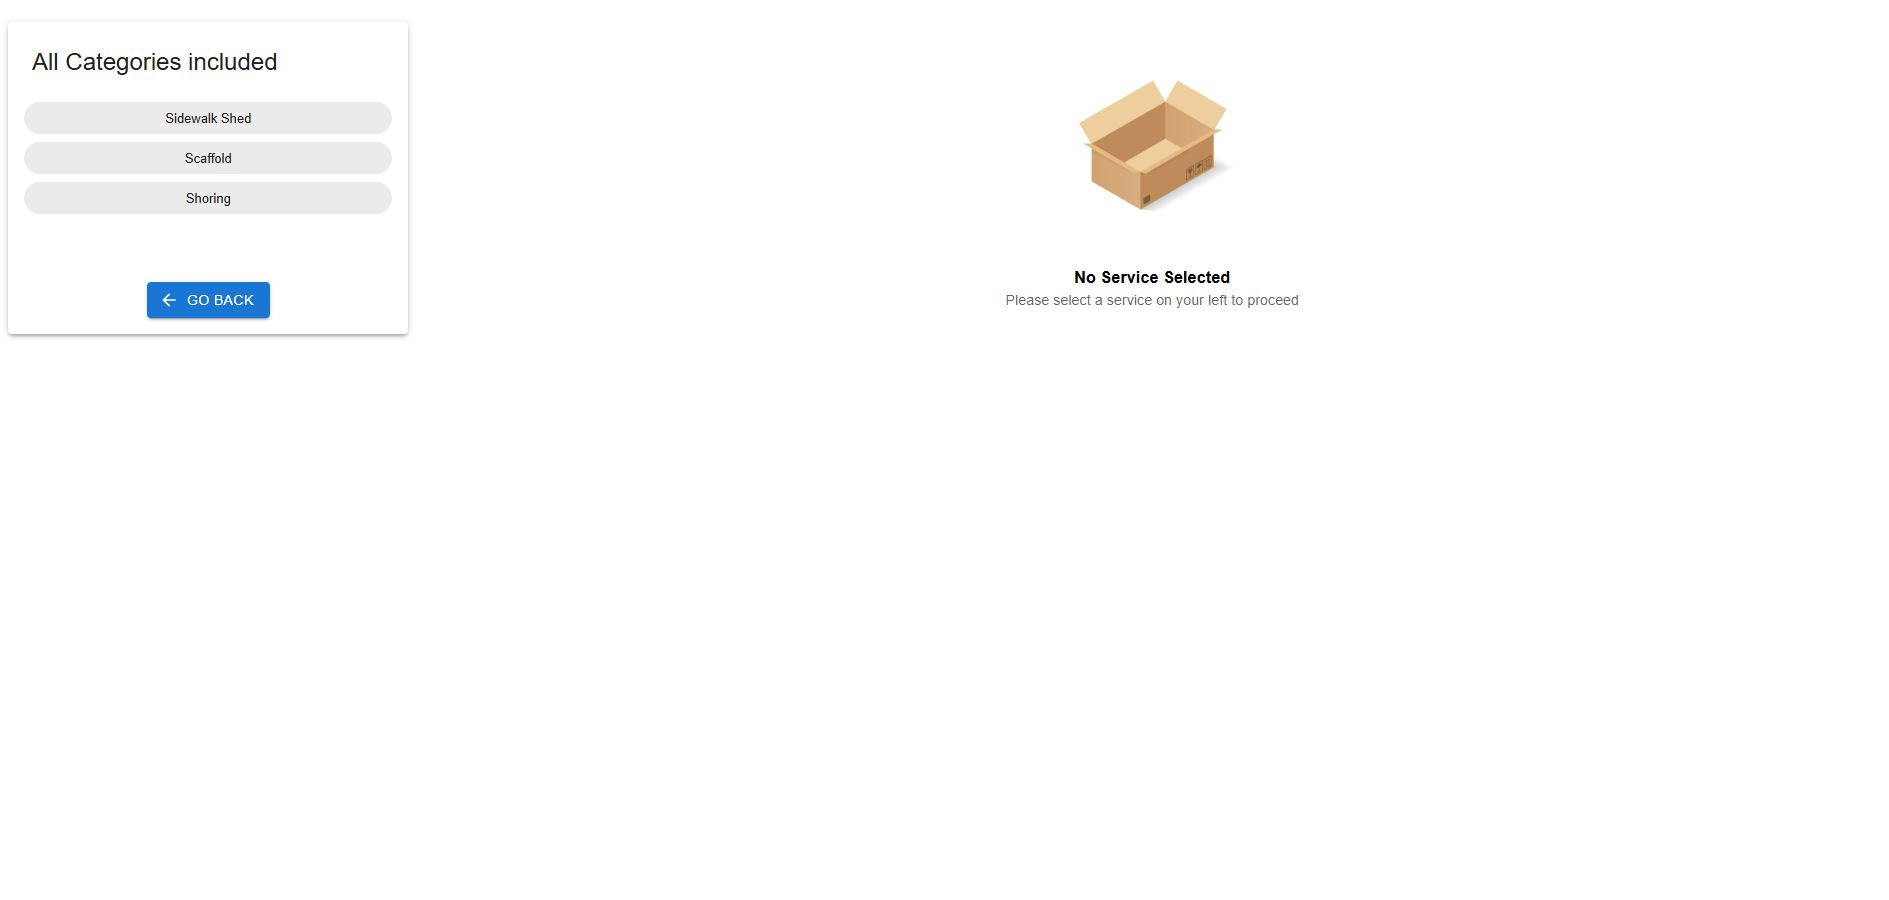 All Categories included
Sidewalk Shed
Scaffold
Shoring
GO BACK
No Service Selected
Please select a service on your left to proceed